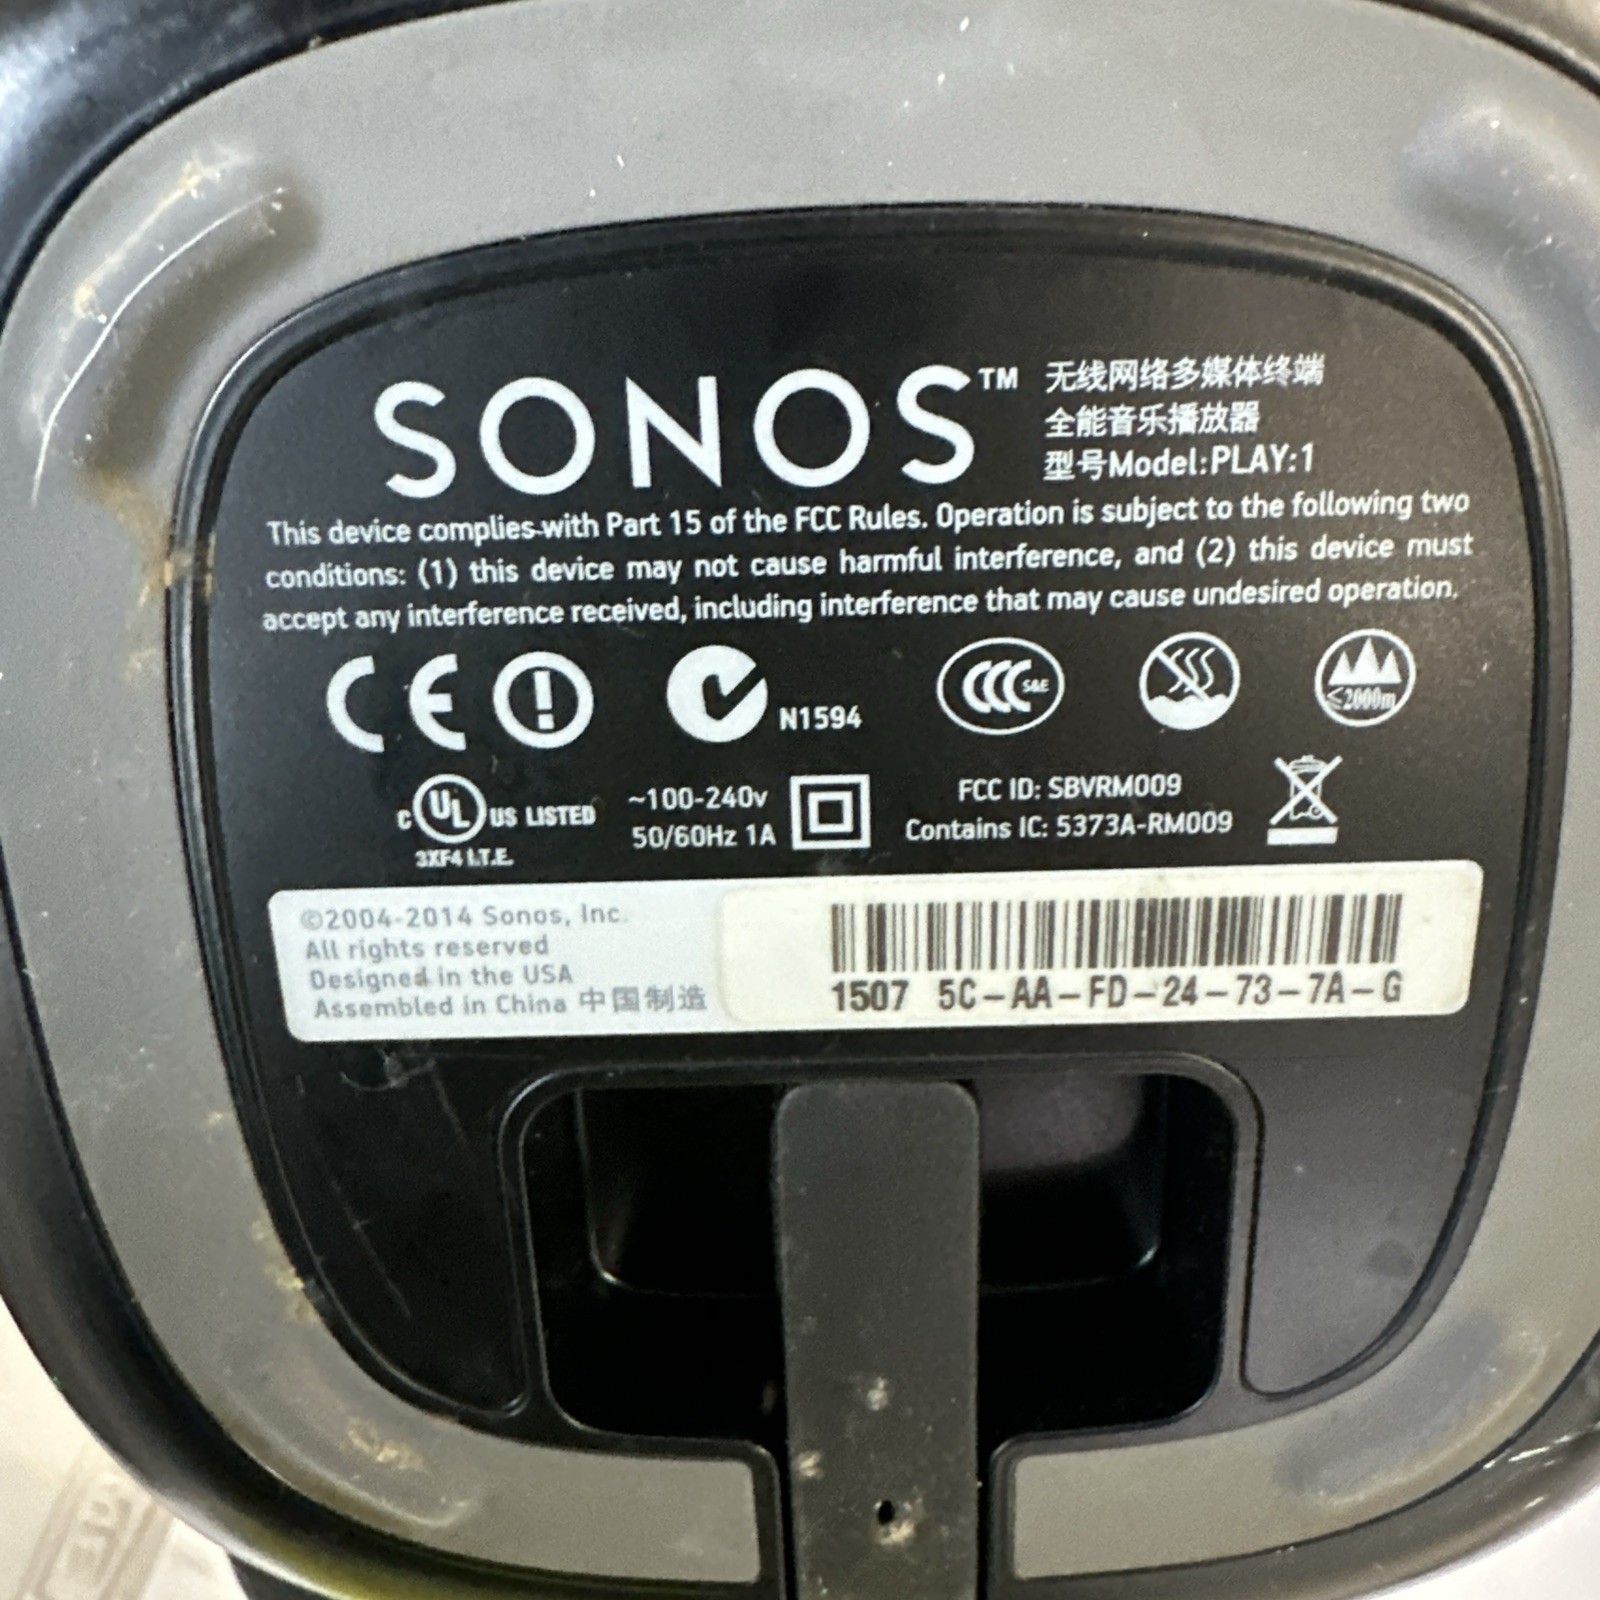 SONOS™
无线网络多媒体终端
全能音乐播放器
型号Model:PLAY:1
This device complies with Part 15 of the FCC Rules. Operation is subject to the following two
conditions: (1) this device may not cause harmful interference, and (2) this device must
accept any interference received, including interference that may cause undesired operation.
CE
N1594
CCC S&E
≤2000m
C UL US LISTED
3XF4 I.T.E.
~100-240v
50/60Hz 1A
FCC ID: SBVRM009
Contains IC: 5373A-RM009
©2004-2014 Sonos, Inc.
All rights reserved
Designed in the USA
Assembled in China 中国制造
1507 5C-AA-FD-24-73-7A-G